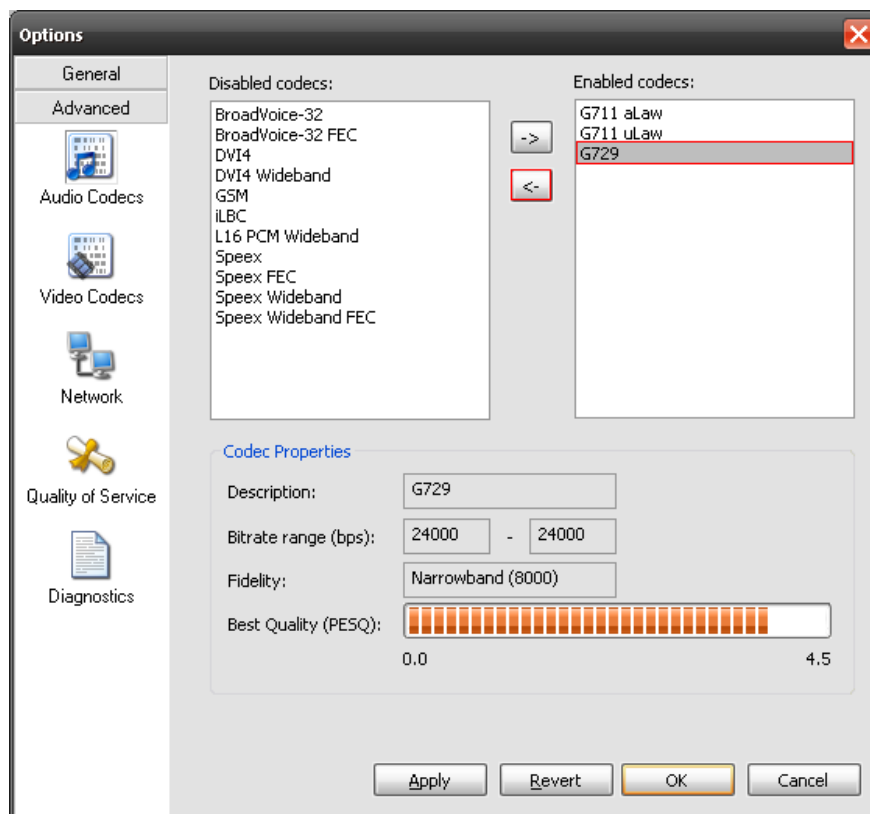 Options
General
Advanced
Audio Codecs
Video Codecs
Network
Quality of Service
Diagnostics
Disabled codecs:
BroadVoice-32
BroadVoice-32 FEC
DVI4
DVI4 Wideband
GSM
iLBC
L16 PCM Wideband
Speex
Speex FEC
Speex Wideband
Speex Wideband FEC
->
<-
Enabled codecs:
G711 aLaw
G711 uLaw
G729
Codec Properties
Description: G729
Bitrate range (bps): 24000 - 24000
Fidelity: Narrowband (8000)
Best Quality (PESQ):
0.0 4.5
Apply Revert OK Cancel